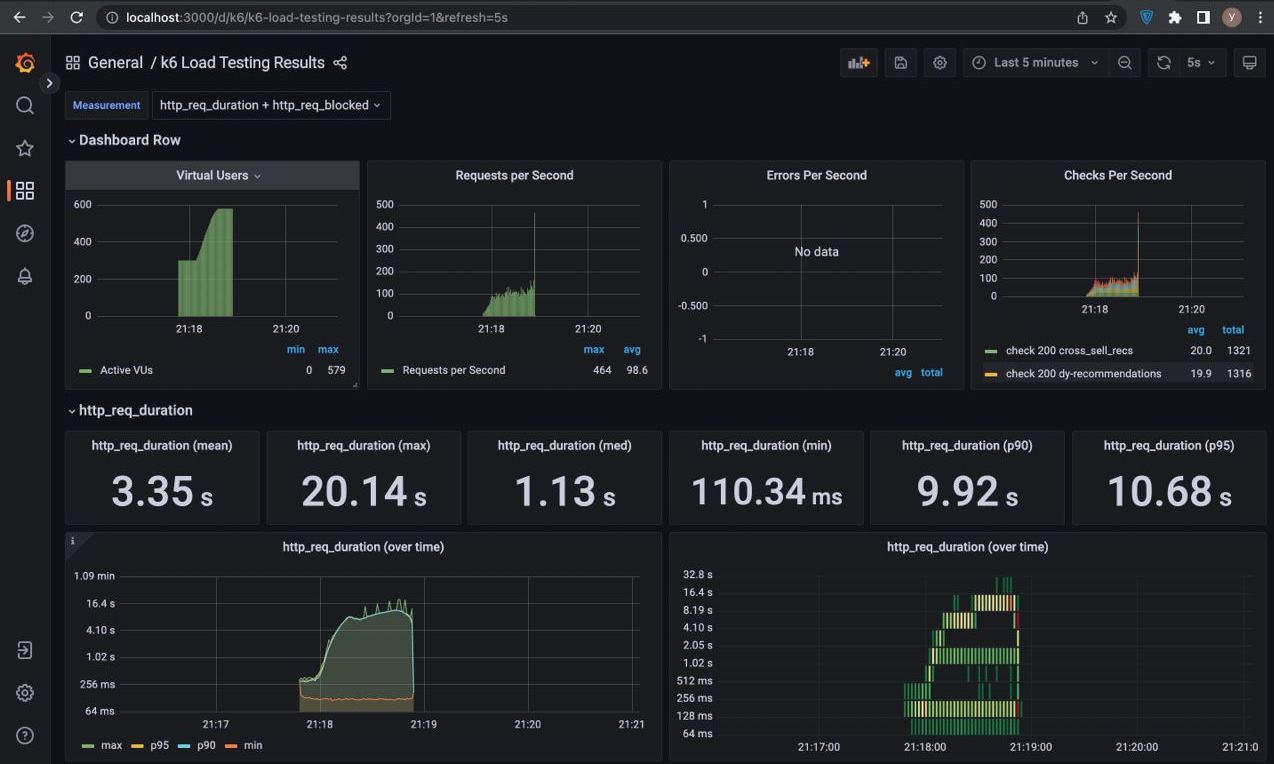 localhost:3000/d/k6/k6-load-testing-results?orgId=1&refresh=5s
y
General / k6 Load Testing Results
Last 5 minutes
5s
Measurement
http_req_duration + http_req_blocked
Dashboard Row
Virtual Users
600
400
200
0
21:18 21:20
min max
Active VUs 0 579
Requests per Second
500
400
300
200
100
0
21:18 21:20
max avg
Requests per Second 464 98.6
Errors Per Second
1
0.500
0
-0.500
-1
No data
21:18 21:20
avg total
Checks Per Second
500
400
300
200
100
0
21:18 21:20
avg total
check 200 cross_sell_recs 20.0 1321
check 200 dy-recommendations 19.9 1316
http_req_duration
http_req_duration (mean)
3.35 s
http_req_duration (max)
20.14 s
http_req_duration (med)
1.13 s
http_req_duration (min)
110.34 ms
http_req_duration (p90)
9.92 s
http_req_duration (p95)
10.68 s
i
http_req_duration (over time)
1.09 min
16.4 s
4.10 s
1.02 s
256 ms
64 ms
21:17 21:18 21:19 21:20 21:21
max p95 p90 min
http_req_duration (over time)
32.8 s
16.4 s
8.19 s
4.10 s
2.05 s
1.02 s
512 ms
256 ms
128 ms
64 ms
21:17:00 21:18:00 21:19:00 21:20:00 21:21:0